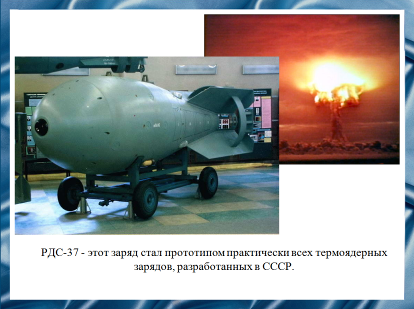 РДС-37 - этот заряд стал прототипом практически всех термоядерных
зарядов, разработанных в СССР.